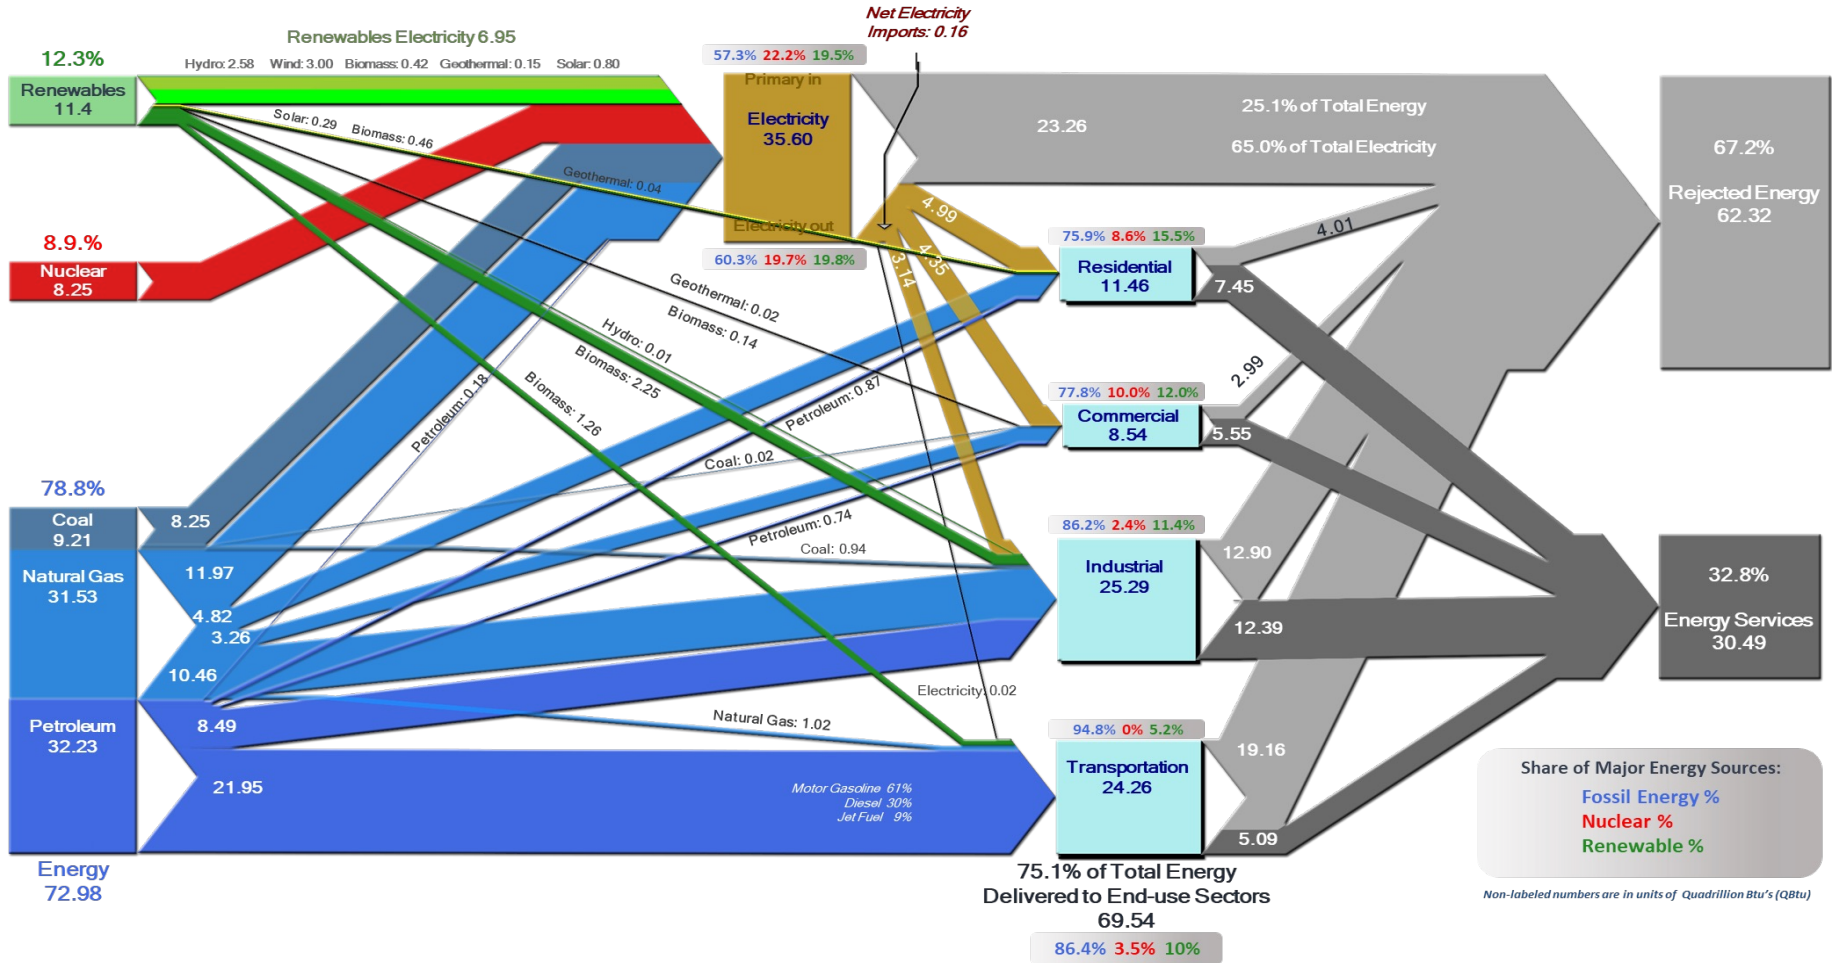 Net Electricity
Imports: 0.16
Renewables Electricity 6.95
Hydro: 2.58 Wind: 3.00 Biomass: 0.42 Geothermal: 0.15 Solar: 0.80
12.3%
Renewables
11.4
57.3% 22.2% 19.5%
Primary in
Electricity
35.60
Electricity out
60.3% 19.7% 19.8%
23.26
25.1% of Total Energy
65.0% of Total Electricity
67.2%
Rejected Energy
62.32
Solar: 0.29 Biomass: 0.46
Geothermal: 0.04
8.9.%
Nuclear
8.25
4.99
4.35
3.14
75.9% 8.6% 15.5%
Residential
11.46
4.01
7.45
Geothermal: 0.02
Biomass: 0.14
Hydro: 0.01
Biomass: 2.25
Biomass: 1.26
Petroleum: 0.18
Petroleum: 0.87
77.8% 10.0% 12.0%
Commercial
8.54
2.99
5.55
Coal: 0.02
Petroleum: 0.74
Coal: 0.94
78.8%
Coal
9.21
8.25
Natural Gas
31.53
11.97
4.82
3.26
10.46
86.2% 2.4% 11.4%
Industrial
25.29
12.90
12.39
32.8%
Energy Services
30.49
Electricity: 0.02
Natural Gas: 1.02
Petroleum
32.23
8.49
21.95
Motor Gasoline 61%
Diesel 30%
Jet Fuel 9%
94.8% 0% 5.2%
Transportation
24.26
19.16
5.09
Energy
72.98
75.1% of Total Energy
Delivered to End-use Sectors
69.54
86.4% 3.5% 10%
Share of Major Energy Sources:
Fossil Energy %
Nuclear %
Renewable %
Non-labeled numbers are in units of Quadrillion Btu's (QBtu)